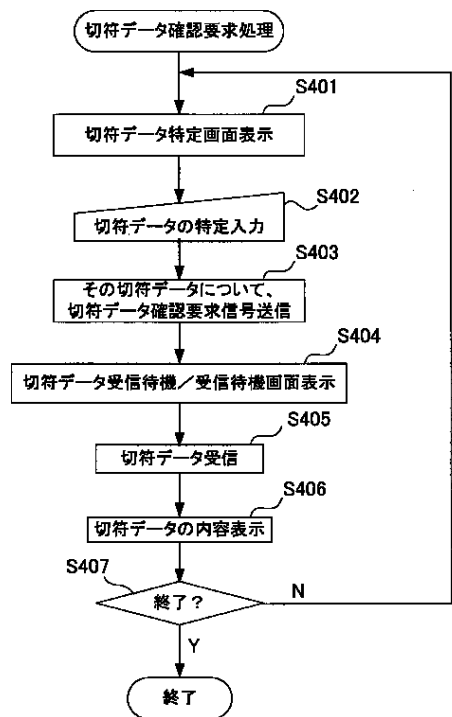 切符データ確認要求処理
S401
切符データ特定画面表示
S402
切符データの特定入力
S403
その切符データについて、
切符データ確認要求信号送信
S404
切符データ受信待機／受信待機画面表示
S405
切符データ受信
S406
切符データの内容表示
S407
終了？
N
Y
終了